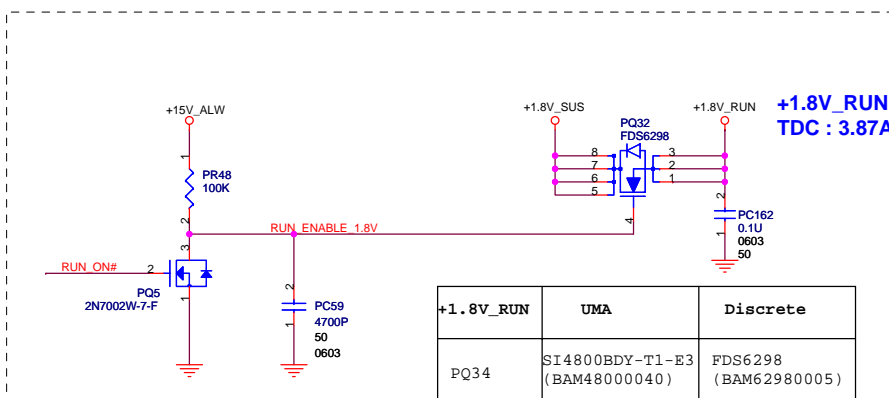 +15V_ALW
+1.8V_SUS
+1.8V_RUN
+1.8V_RUN
TDC : 3.87A
PQ32
FDS6298
1
PR48
100K
2
8
7
6
5
3
2
1
4
2
PC162
0.1U
0603
50
1
RUN_ENABLE_1.8V
3
RUN_ON#
2
PQ5
2N7002W-7-F
1
2
PC59
4700P
50
0603
1
+1.8V_RUN UMA Discrete
PQ34 SI4800BDY-T1-E3 (BAM48000040) FDS6298 (BAM62980005)